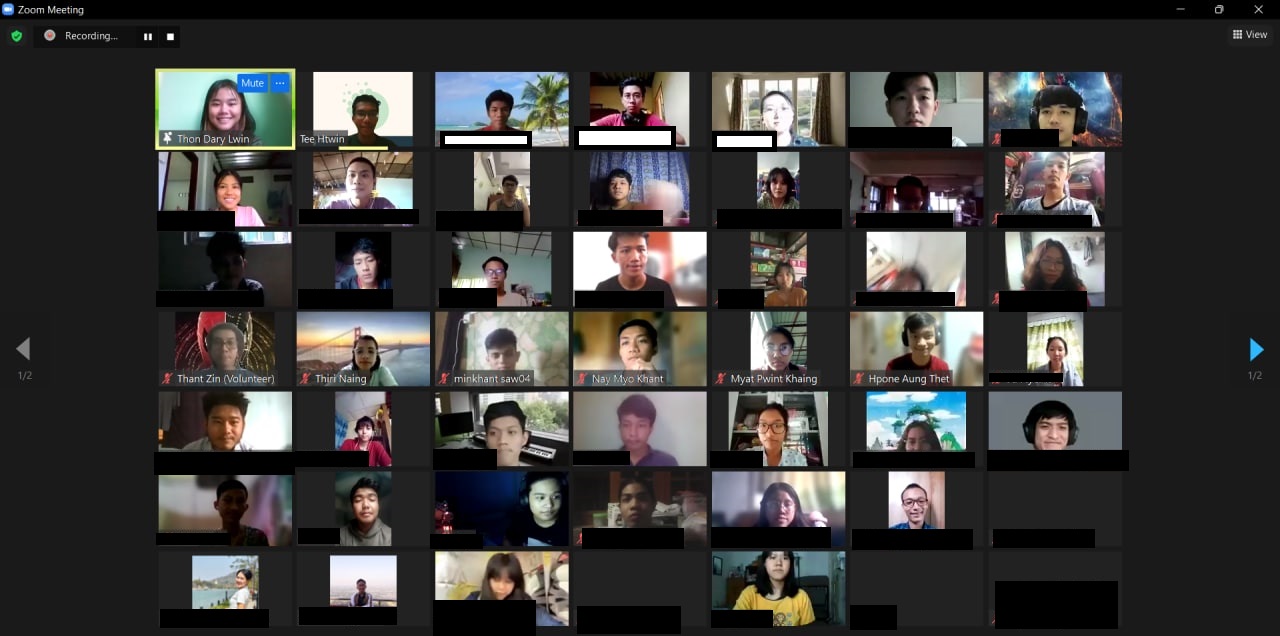 Zoom Meeting
Recording...
View
Mute ...
Thon Dary Lwin
Tee Htwin
1/2
1/2
Thant Zin (Volunteer)
Thiri Naing
minkhant saw04
Nay Myo Khant
Myat Pwint Khaing
Hpone Aung Thet